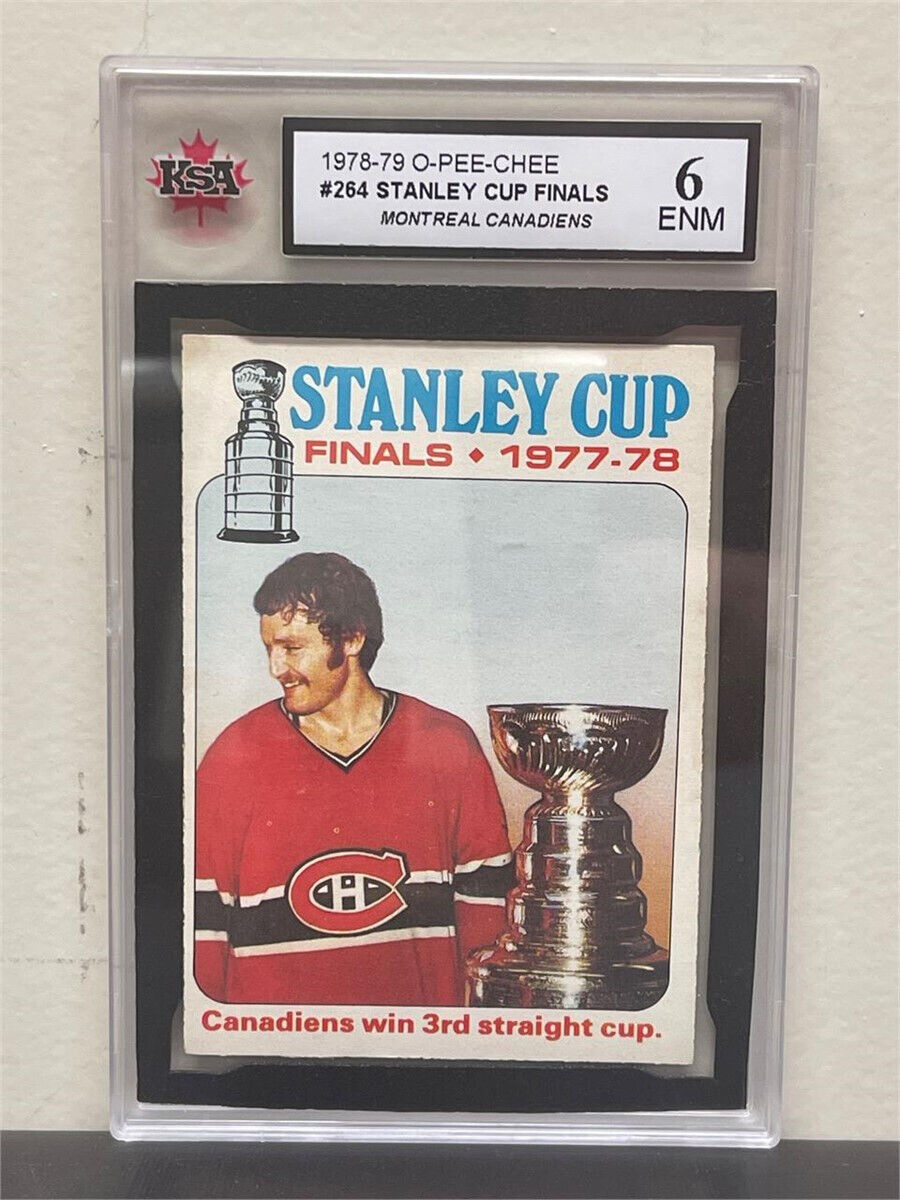 KSA
1978-79 O-PEE-CHEE
#264 STANLEY CUP FINALS
MONTREAL CANADIENS
6
ENM
STANLEY CUP
FINALS • 1977-78
CH
Canadiens win 3rd straight cup.